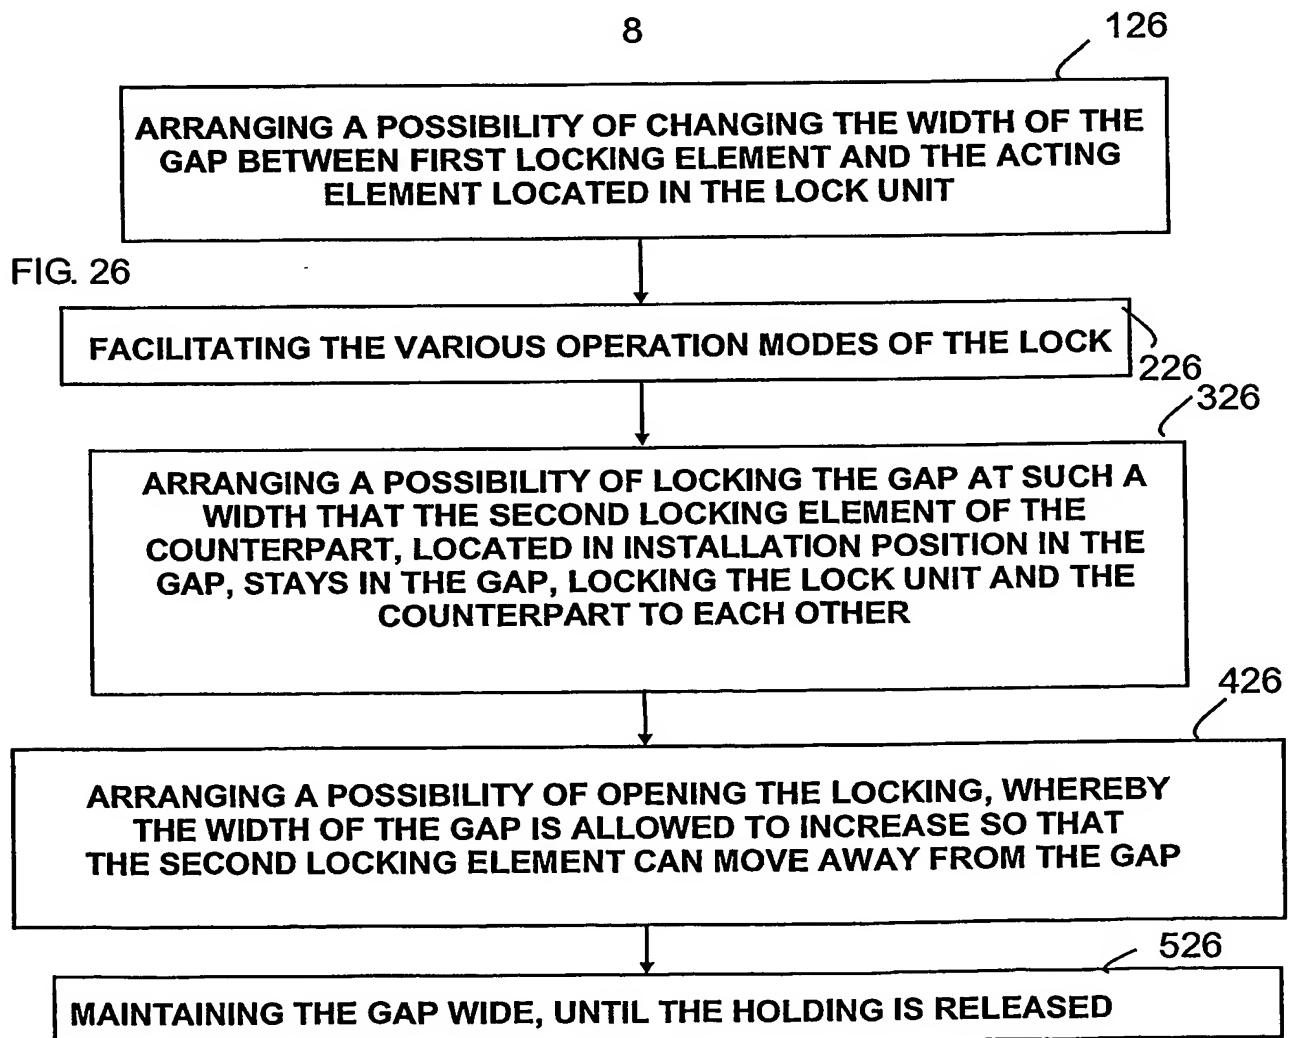 8
126
ARRANGING A POSSIBILITY OF CHANGING THE WIDTH OF THE
GAP BETWEEN FIRST LOCKING ELEMENT AND THE ACTING
ELEMENT LOCATED IN THE LOCK UNIT
FIG. 26
FACILITATING THE VARIOUS OPERATION MODES OF THE LOCK
226
326
ARRANGING A POSSIBILITY OF LOCKING THE GAP AT SUCH A
WIDTH THAT THE SECOND LOCKING ELEMENT OF THE
COUNTERPART, LOCATED IN INSTALLATION POSITION IN THE
GAP, STAYS IN THE GAP, LOCKING THE LOCK UNIT AND THE
COUNTERPART TO EACH OTHER
426
ARRANGING A POSSIBILITY OF OPENING THE LOCKING, WHEREBY
THE WIDTH OF THE GAP IS ALLOWED TO INCREASE SO THAT
THE SECOND LOCKING ELEMENT CAN MOVE AWAY FROM THE GAP
526
MAINTAINING THE GAP WIDE, UNTIL THE HOLDING IS RELEASED